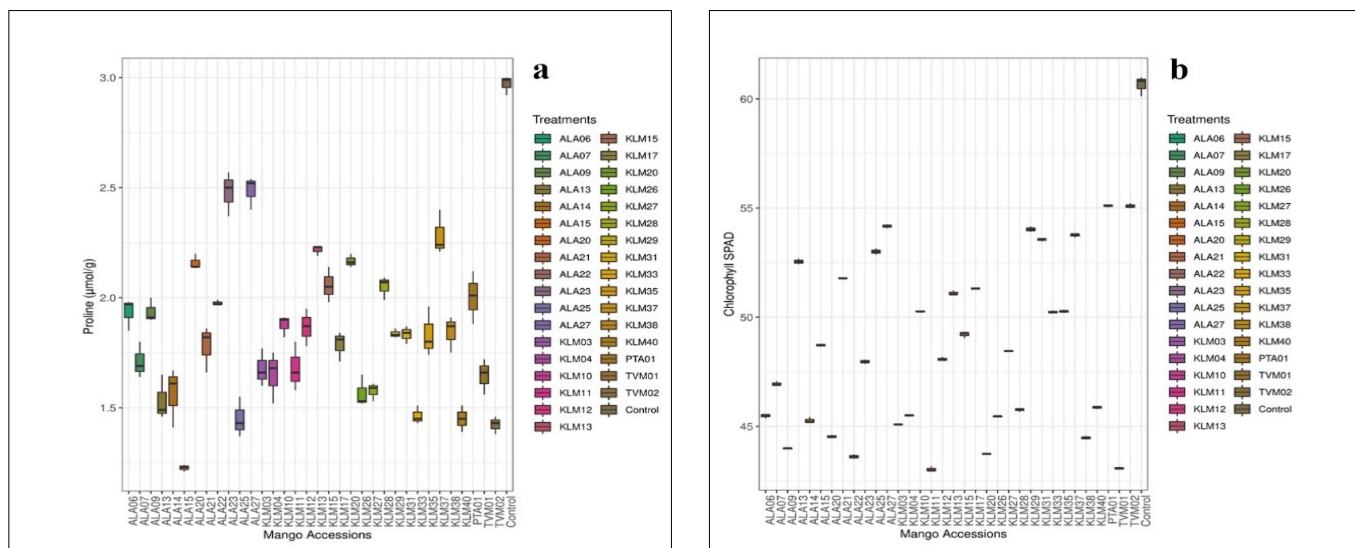 a
3.0
2.5
2.0
1.5
Proline (μmol/g)
ALA06
ALA07
ALA09
ALA13
ALA14
ALA15
ALA20
ALA21
ALA22
ALA23
ALA25
ALA27
KLM03
KLM04
KLM10
KLM11
KLM12
KLM13
KLM15
KLM17
KLM20
KLM26
KLM27
KLM28
KLM29
KLM31
KLM33
KLM35
KLM37
KLM38
KLM40
PTA01
TVM01
TVM02
Control
Mango Accessions
Treatments
ALA06 KLM15
ALA07 KLM17
ALA09 KLM20
ALA13 KLM26
ALA14 KLM27
ALA15 KLM28
ALA20 KLM29
ALA21 KLM31
ALA22 KLM33
ALA23 KLM35
ALA25 KLM37
ALA27 KLM38
KLM03 KLM40
KLM04 PTA01
KLM10 TVM01
KLM11 TVM02
KLM12 Control
KLM13
b
60
55
50
45
Chlorophyll SPAD
ALA06
ALA07
ALA09
ALA13
ALA14
ALA15
ALA20
ALA21
ALA22
ALA23
ALA25
ALA27
KLM03
KLM04
KLM10
KLM11
KLM12
KLM13
KLM15
KLM17
KLM20
KLM26
KLM27
KLM28
KLM29
KLM31
KLM33
KLM35
KLM37
KLM38
KLM40
PTA01
TVM01
TVM02
Control
Mango Accessions
Treatments
ALA06 KLM15
ALA07 KLM17
ALA09 KLM20
ALA13 KLM26
ALA14 KLM27
ALA15 KLM28
ALA20 KLM29
ALA21 KLM31
ALA22 KLM33
ALA23 KLM35
ALA25 KLM37
ALA27 KLM38
KLM03 KLM40
KLM04 PTA01
KLM10 TVM01
KLM11 TVM02
KLM12 Control
KLM13